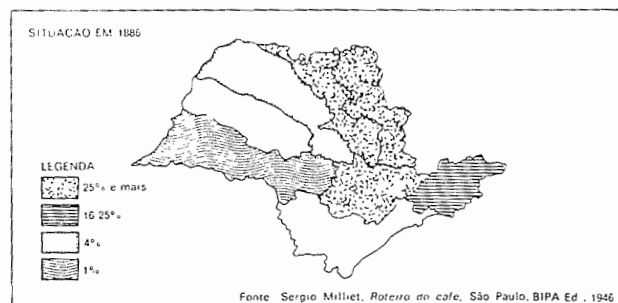 SITUAÇÃO EM 1886
LEGENDA
25% e mais
16 25%
4%
1%
Fonte Sergio Milliet, Roteiro do cafe, São Paulo, BIPA Ed , 1946